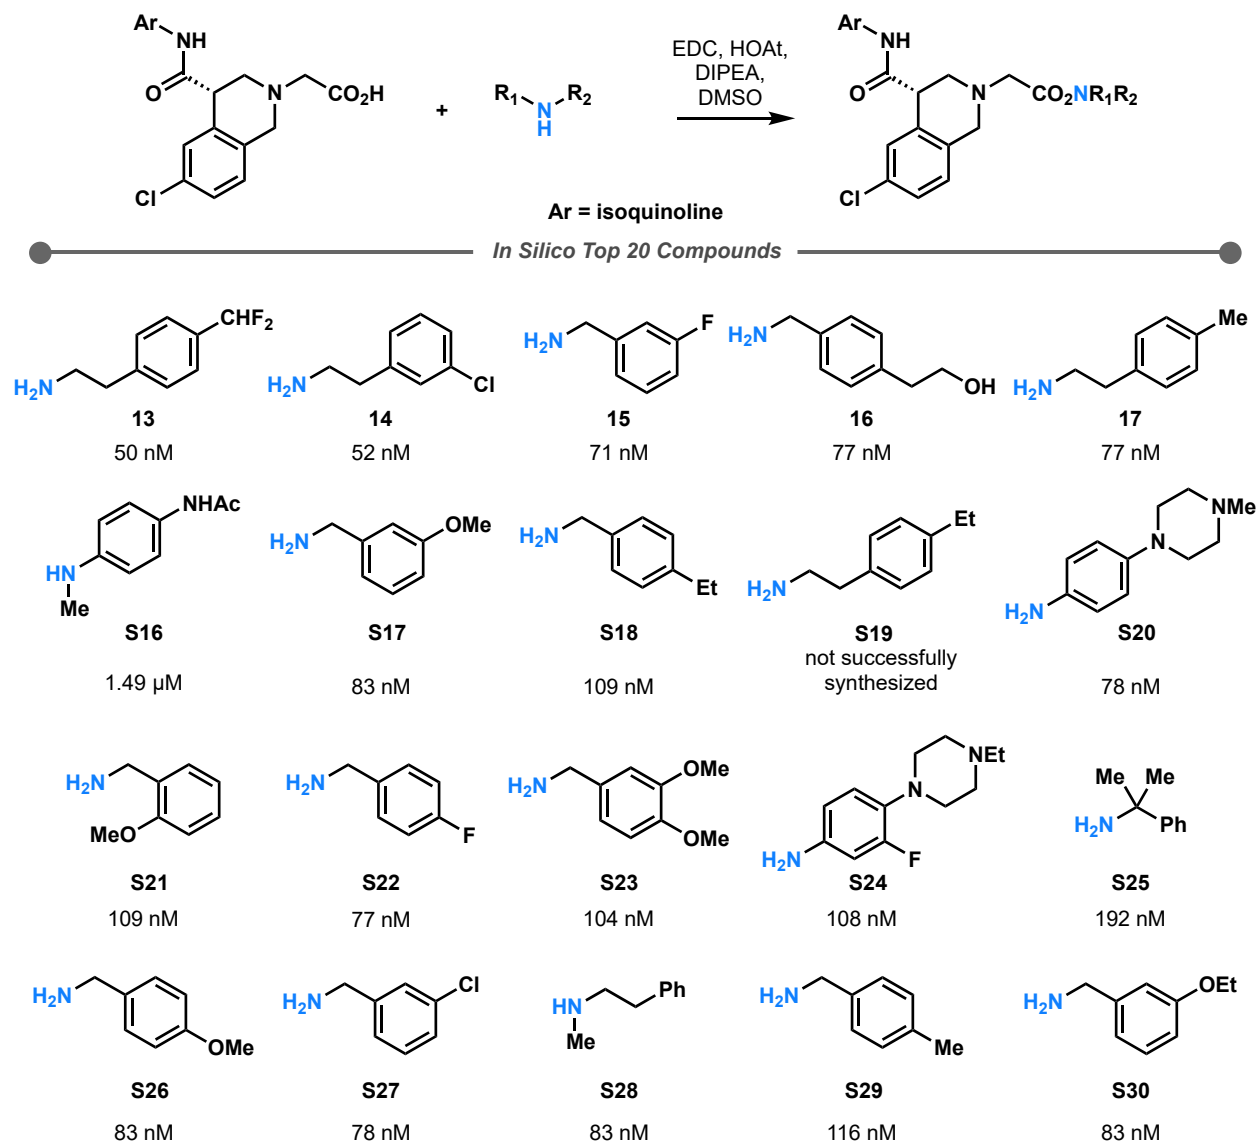 Ar
NH
O
N
CO₂H
Cl
+
R₁
N
H
R₂
EDC, HOAt,
DIPEA,
DMSO
Ar
NH
O
N
CO₂NR₁R₂
Cl
Ar = isoquinoline
In Silico Top 20 Compounds
H₂N
CHF₂
13
50 nM
H₂N
Cl
14
52 nM
H₂N
F
15
71 nM
H₂N
OH
16
77 nM
H₂N
Me
17
77 nM
NHAc
HN
Me
S16
1.49 µM
H₂N
OMe
S17
83 nM
H₂N
Et
S18
109 nM
H₂N
Et
S19
not successfully
synthesized
H₂N
N
NMe
S20
78 nM
H₂N
MeO
S21
109 nM
H₂N
F
S22
77 nM
H₂N
OMe
OMe
S23
104 nM
NEt
N
H₂N
F
S24
108 nM
Me Me
H₂N
Ph
S25
192 nM
H₂N
OMe
S26
83 nM
H₂N
Cl
S27
78 nM
HN
Ph
Me
S28
83 nM
H₂N
Me
S29
116 nM
H₂N
OEt
S30
83 nM